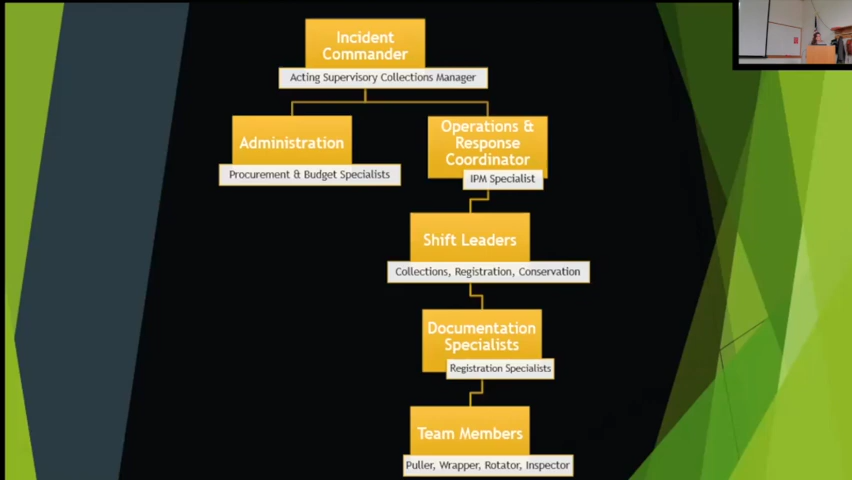 Incident
Commander
Acting Supervisory Collections Manager
Administration
Procurement & Budget Specialists
Operations &
Response
Coordinator
IPM Specialist
Shift Leaders
Collections, Registration, Conservation
Documentation
Specialists
Registration Specialists
Team Members
Puller, Wrapper, Rotator, Inspector